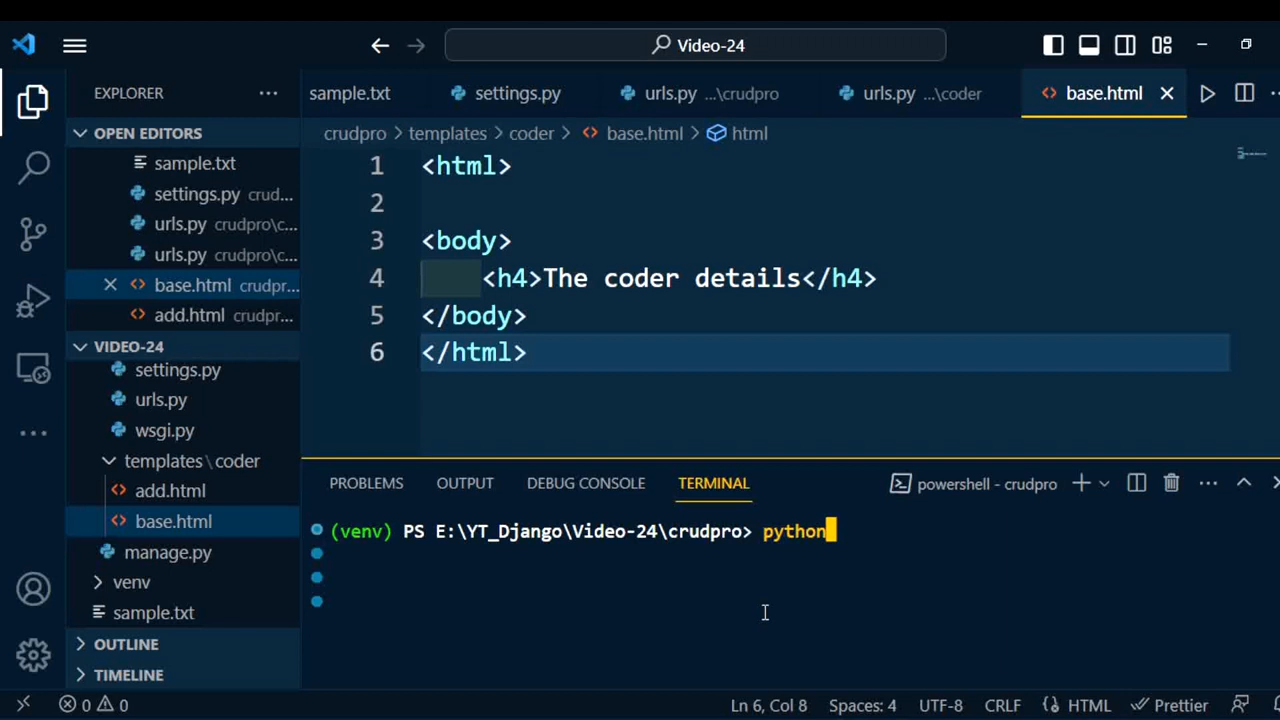 Video-24
EXPLORER
sample.txt
settings.py
urls.py ...\crudpro
urls.py ...\coder
base.html
OPEN EDITORS
sample.txt
settings.py crud...
urls.py crudpro\c...
urls.py crudpro\c...
base.html crudpr...
add.html crudpr...
VIDEO-24
settings.py
urls.py
wsgi.py
templates\coder
add.html
base.html
manage.py
venv
sample.txt
OUTLINE
TIMELINE
crudpro > templates > coder > base.html > html
1 <html>
2
3 <body>
4 <h4>The coder details</h4>
5 </body>
6 </html>
PROBLEMS OUTPUT DEBUG CONSOLE TERMINAL
powershell - crudpro
(venv) PS E:\YT_Django\Video-24\crudpro> python
0 0
Ln 6, Col 8 Spaces: 4 UTF-8 CRLF HTML Prettier